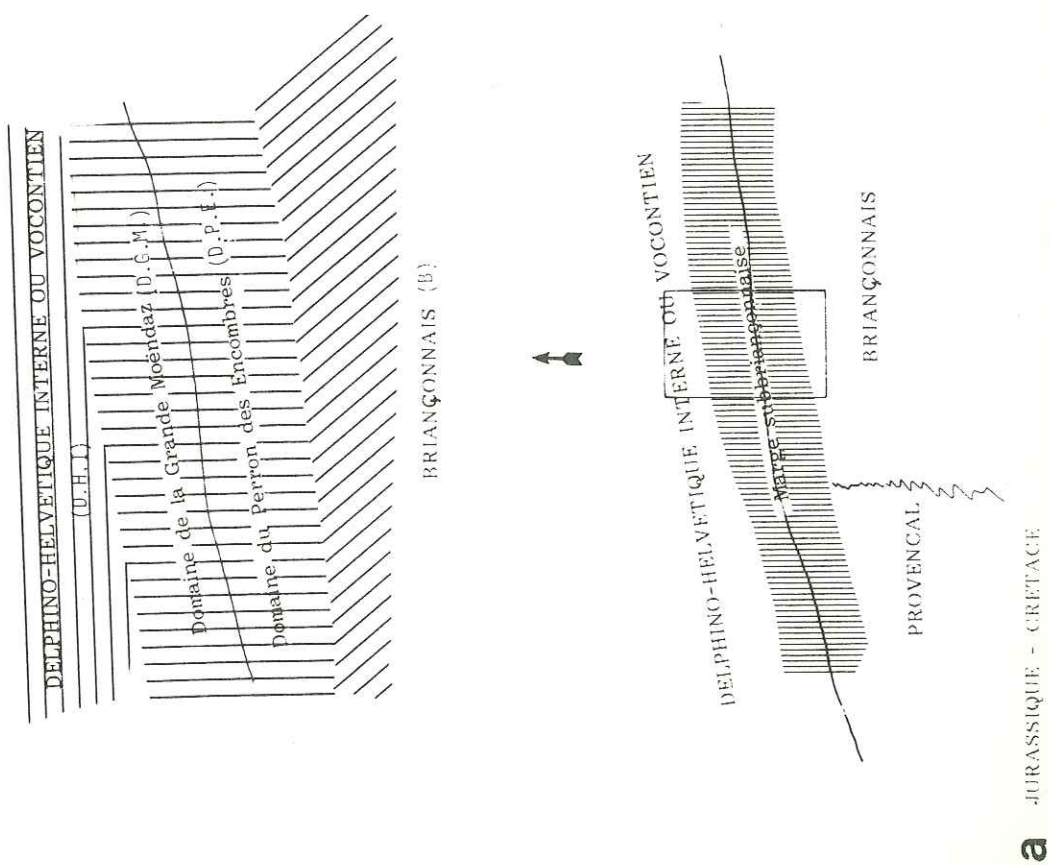 DELPHINO-HELVETIQUE INTERNE OU VOCONTIEN
(U.H.I)
Domaine de la Grande Moëndaz (D.G.M.)
Domaine du Perron des Encombres (D.P.E.)
BRIANÇONNAIS (B)
DELPHINO-HELVETIQUE INTERNE OU VOCONTIEN
Marge subbriançonnaise
BRIANÇONNAIS
PROVENCAL
a JURASSIQUE - CRETACE